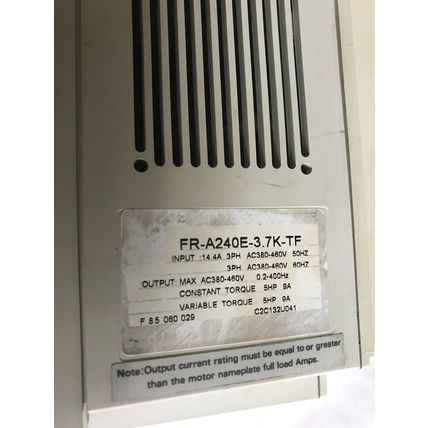 FR-A240E-3.7K-TF
INPUT :14.4A 3PH AC380-460V 50HZ
3PH AC380-460V 60HZ
OUTPUT: MAX AC380-460V 0.2-400Hz
CONSTANT TORQUE 5HP 9A
VARIABLE TORQUE 5HP 9A
F 85 060 029 C2C132U041
Note:Output current rating must be equal to or greater
than the motor nameplate full load Amps.